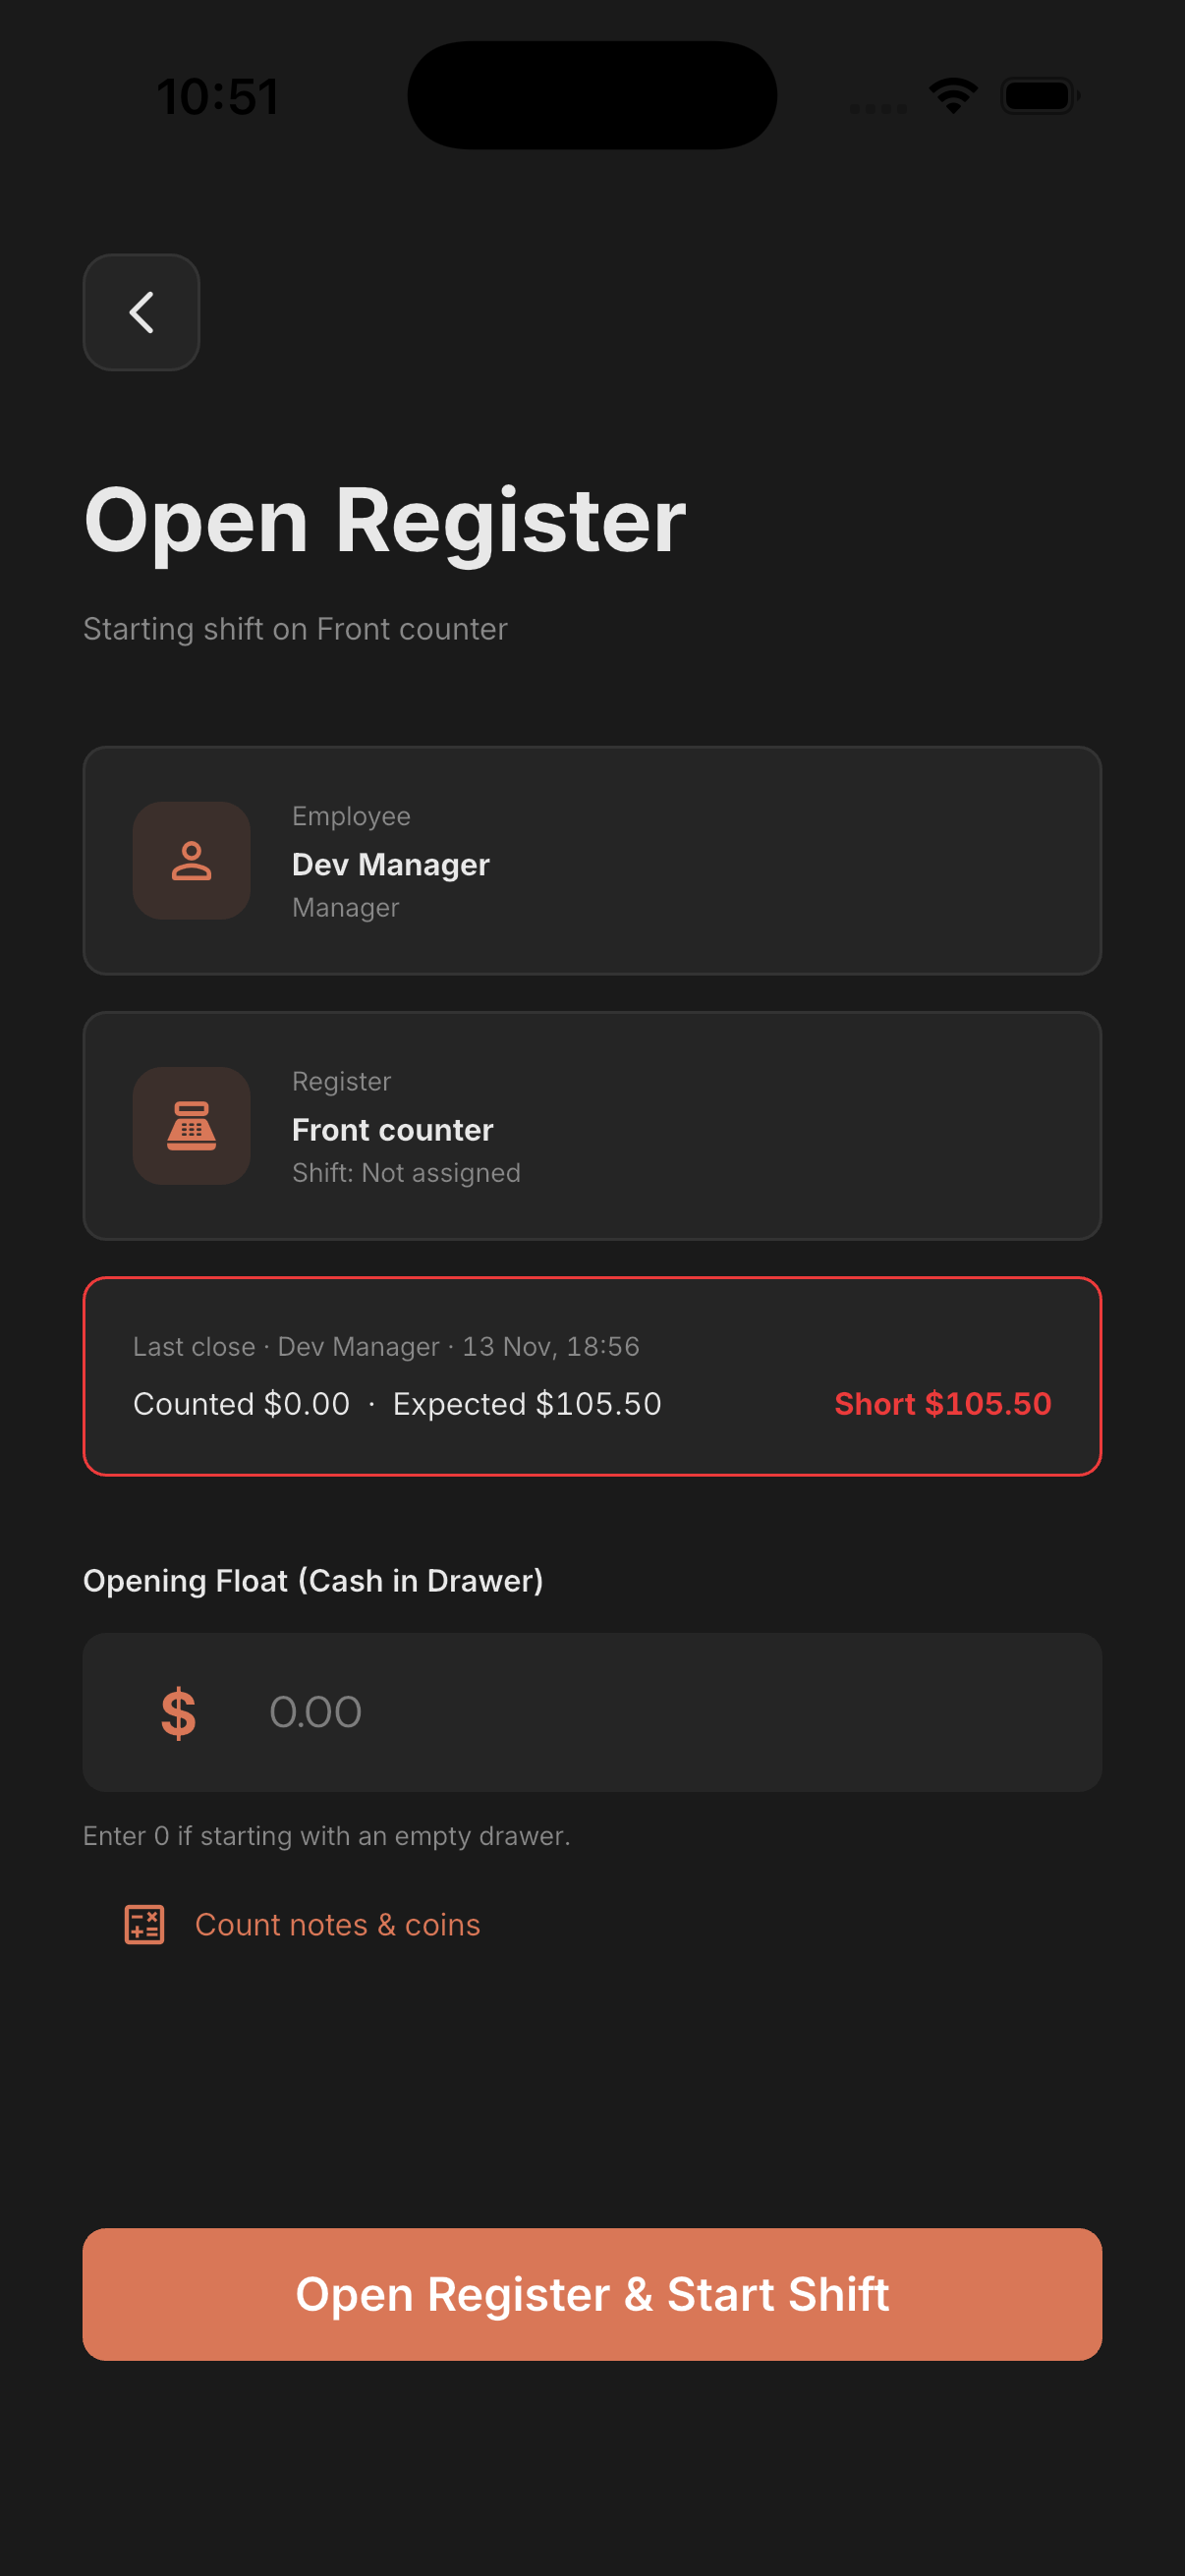 10:51
Open Register
Starting shift on Front counter
Employee
Dev Manager
Manager
Register
Front counter
Shift: Not assigned
Last close · Dev Manager · 13 Nov, 18:56
Counted $0.00 · Expected $105.50 Short $105.50
Opening Float (Cash in Drawer)
$ 0.00
Enter 0 if starting with an empty drawer.
Count notes & coins
Open Register & Start Shift